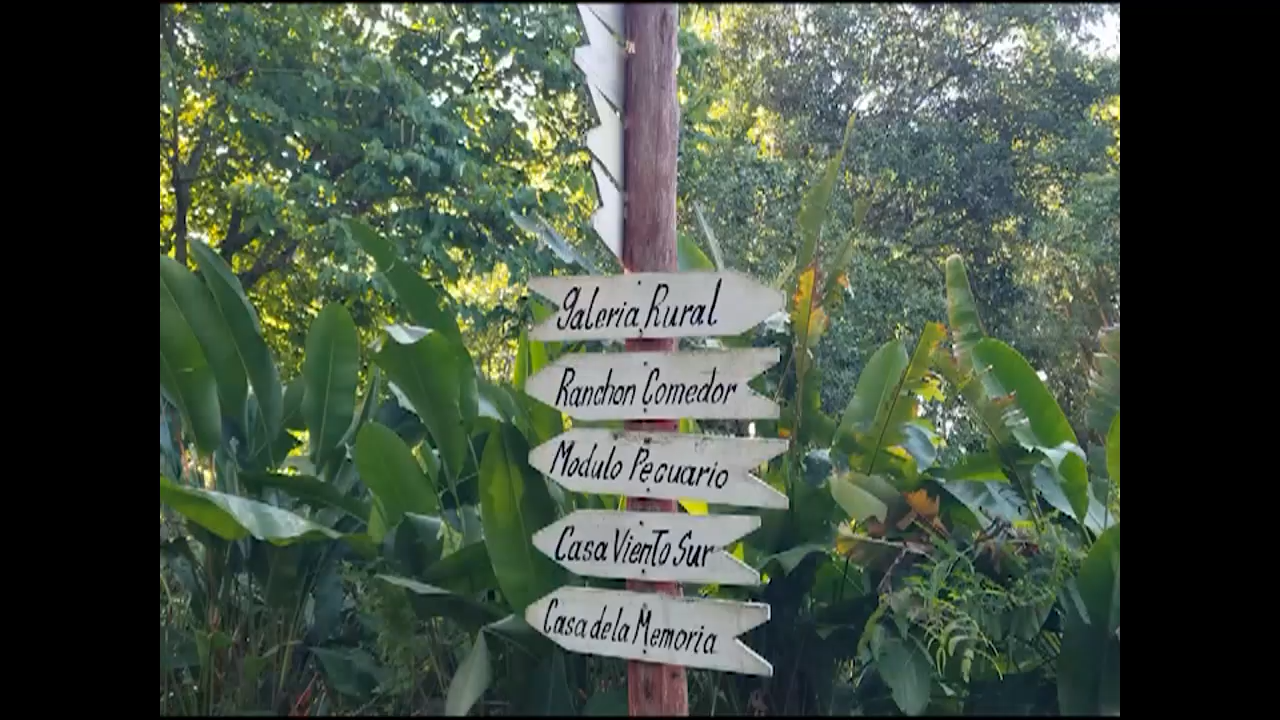 galeria Rural
Ranchon Comedor
Modulo Pecuario
Casa Viento Sur
Casa de la Memoria